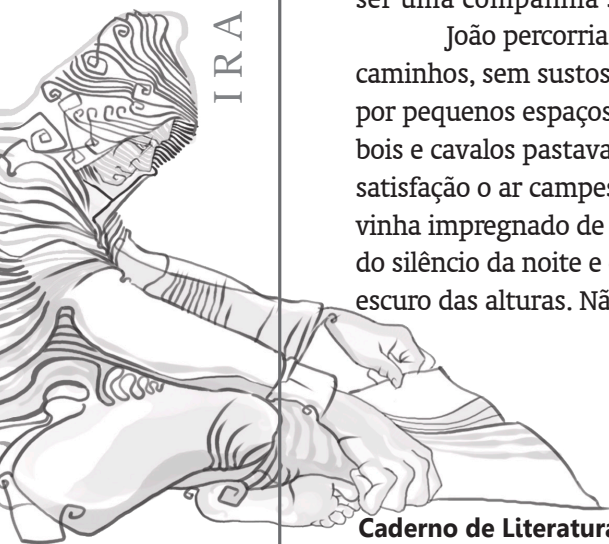 IRA
ser uma companhia
João percorria
caminhos, sem sustos
por pequenos espaços
bois e cavalos pastava
satisfação o ar campes
vinha impregnado de
do silêncio da noite e
escuro das alturas. Nã
Caderno de Literatura